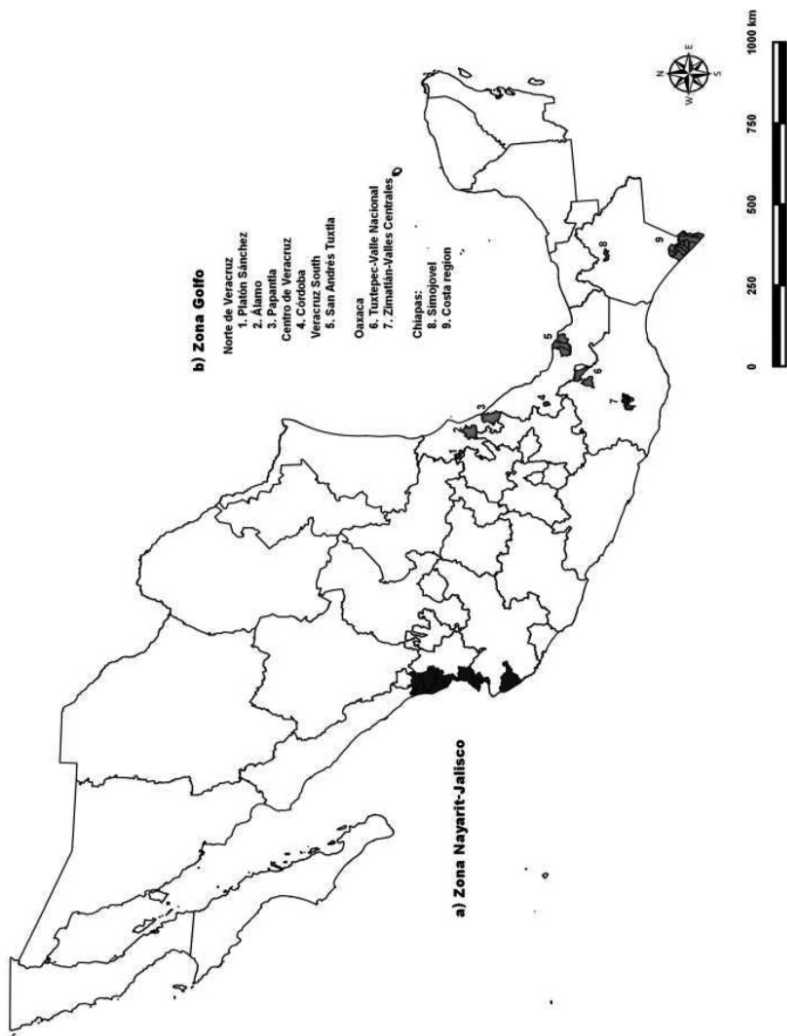 b) Zona Golfo
Norte de Veracruz
1. Platón Sánchez
2. Álamo
3. Papantla
Centro de Veracruz
4. Córdoba
Veracruz South
5. San Andrés Tuxtla
Oaxaca
6. Tuxtepec-Valle Nacional
7. Zimatlán-Valles Centrales
Chiapas:
8. Simojovel
9. Costa region
a) Zona Nayarit-Jalisco
1
2
3
4
5
6
7
8
9
N
W
E
S
0 250 500 750 1000 km